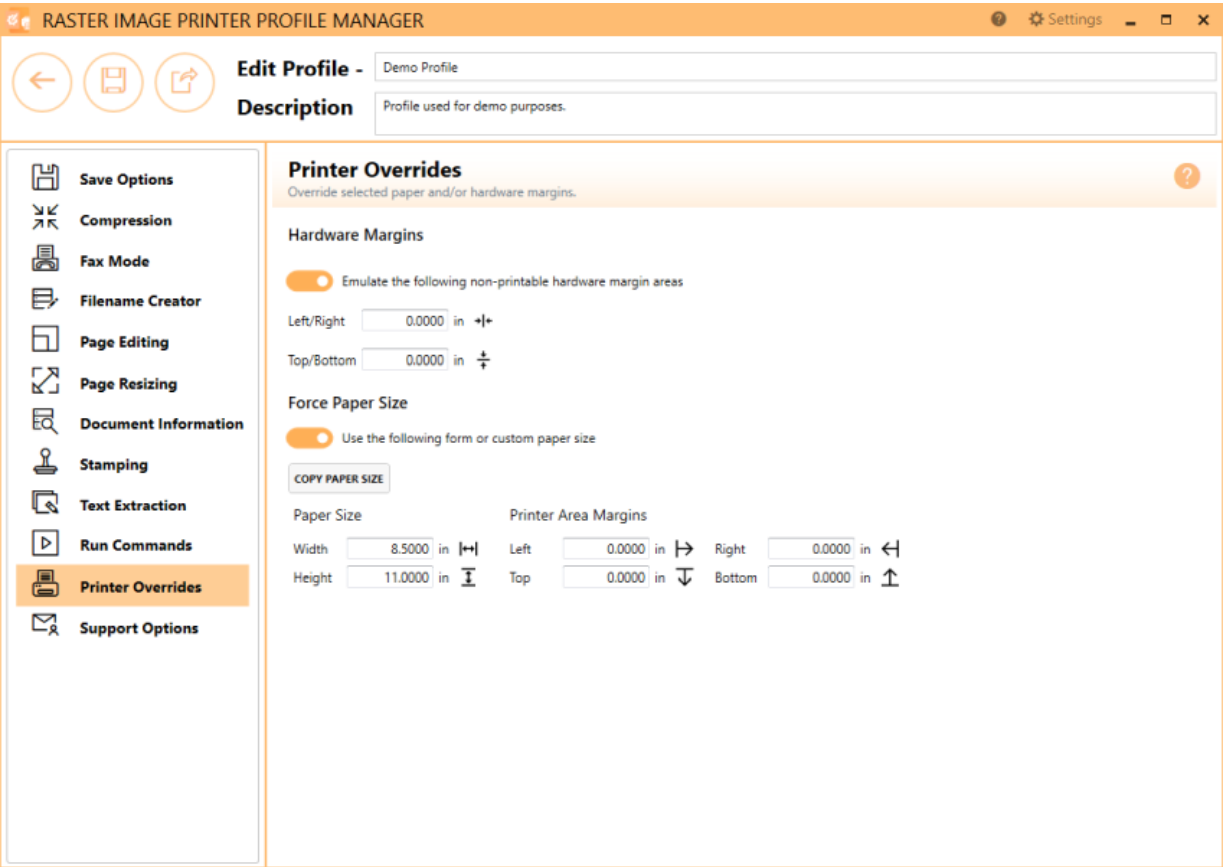 RASTER IMAGE PRINTER PROFILE MANAGER
Settings
Edit Profile - Demo Profile
Description Profile used for demo purposes.
Save Options
Compression
Fax Mode
Filename Creator
Page Editing
Page Resizing
Document Information
Stamping
Text Extraction
Run Commands
Printer Overrides
Support Options
Printer Overrides
Override selected paper and/or hardware margins.
Hardware Margins
Emulate the following non-printable hardware margin areas
Left/Right 0.0000 in
Top/Bottom 0.0000 in
Force Paper Size
Use the following form or custom paper size
COPY PAPER SIZE
Paper Size Printer Area Margins
Width 8.5000 in Left 0.0000 in Right 0.0000 in
Height 11.0000 in Top 0.0000 in Bottom 0.0000 in